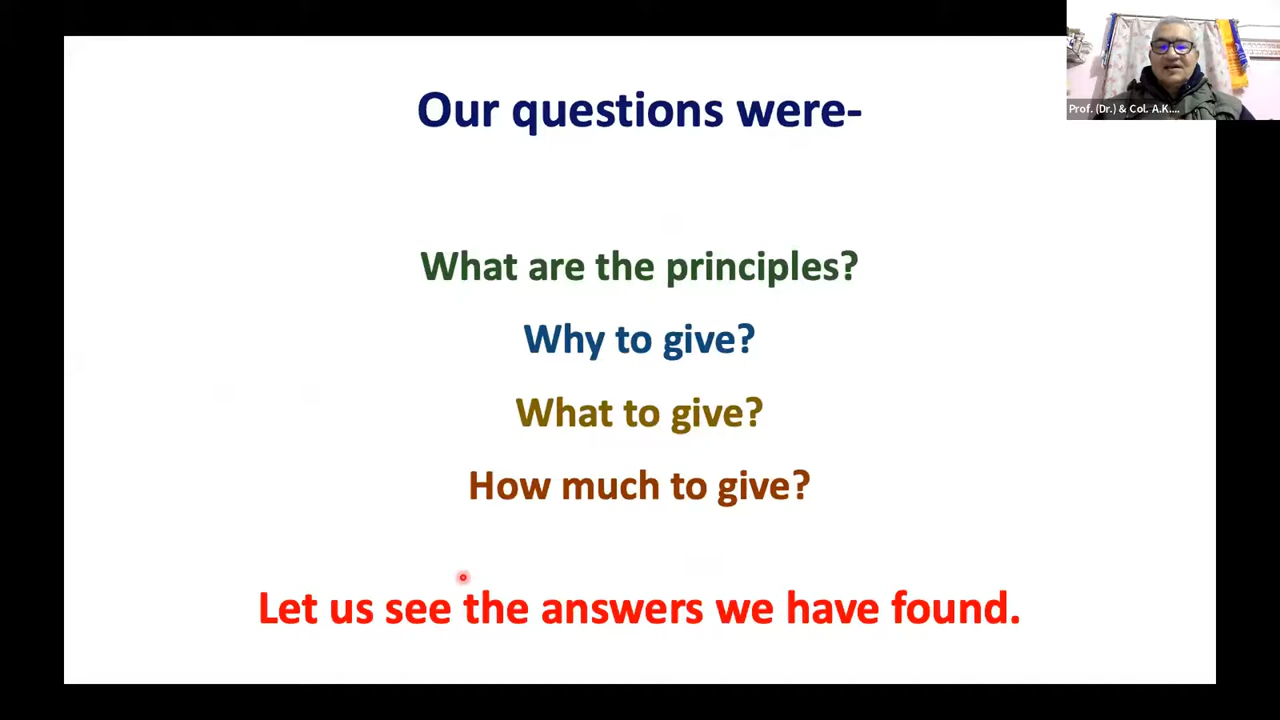 Our questions were-
Prof. (Dr.) & Col. A.K....
What are the principles?
Why to give?
What to give?
How much to give?
Let us see the answers we have found.